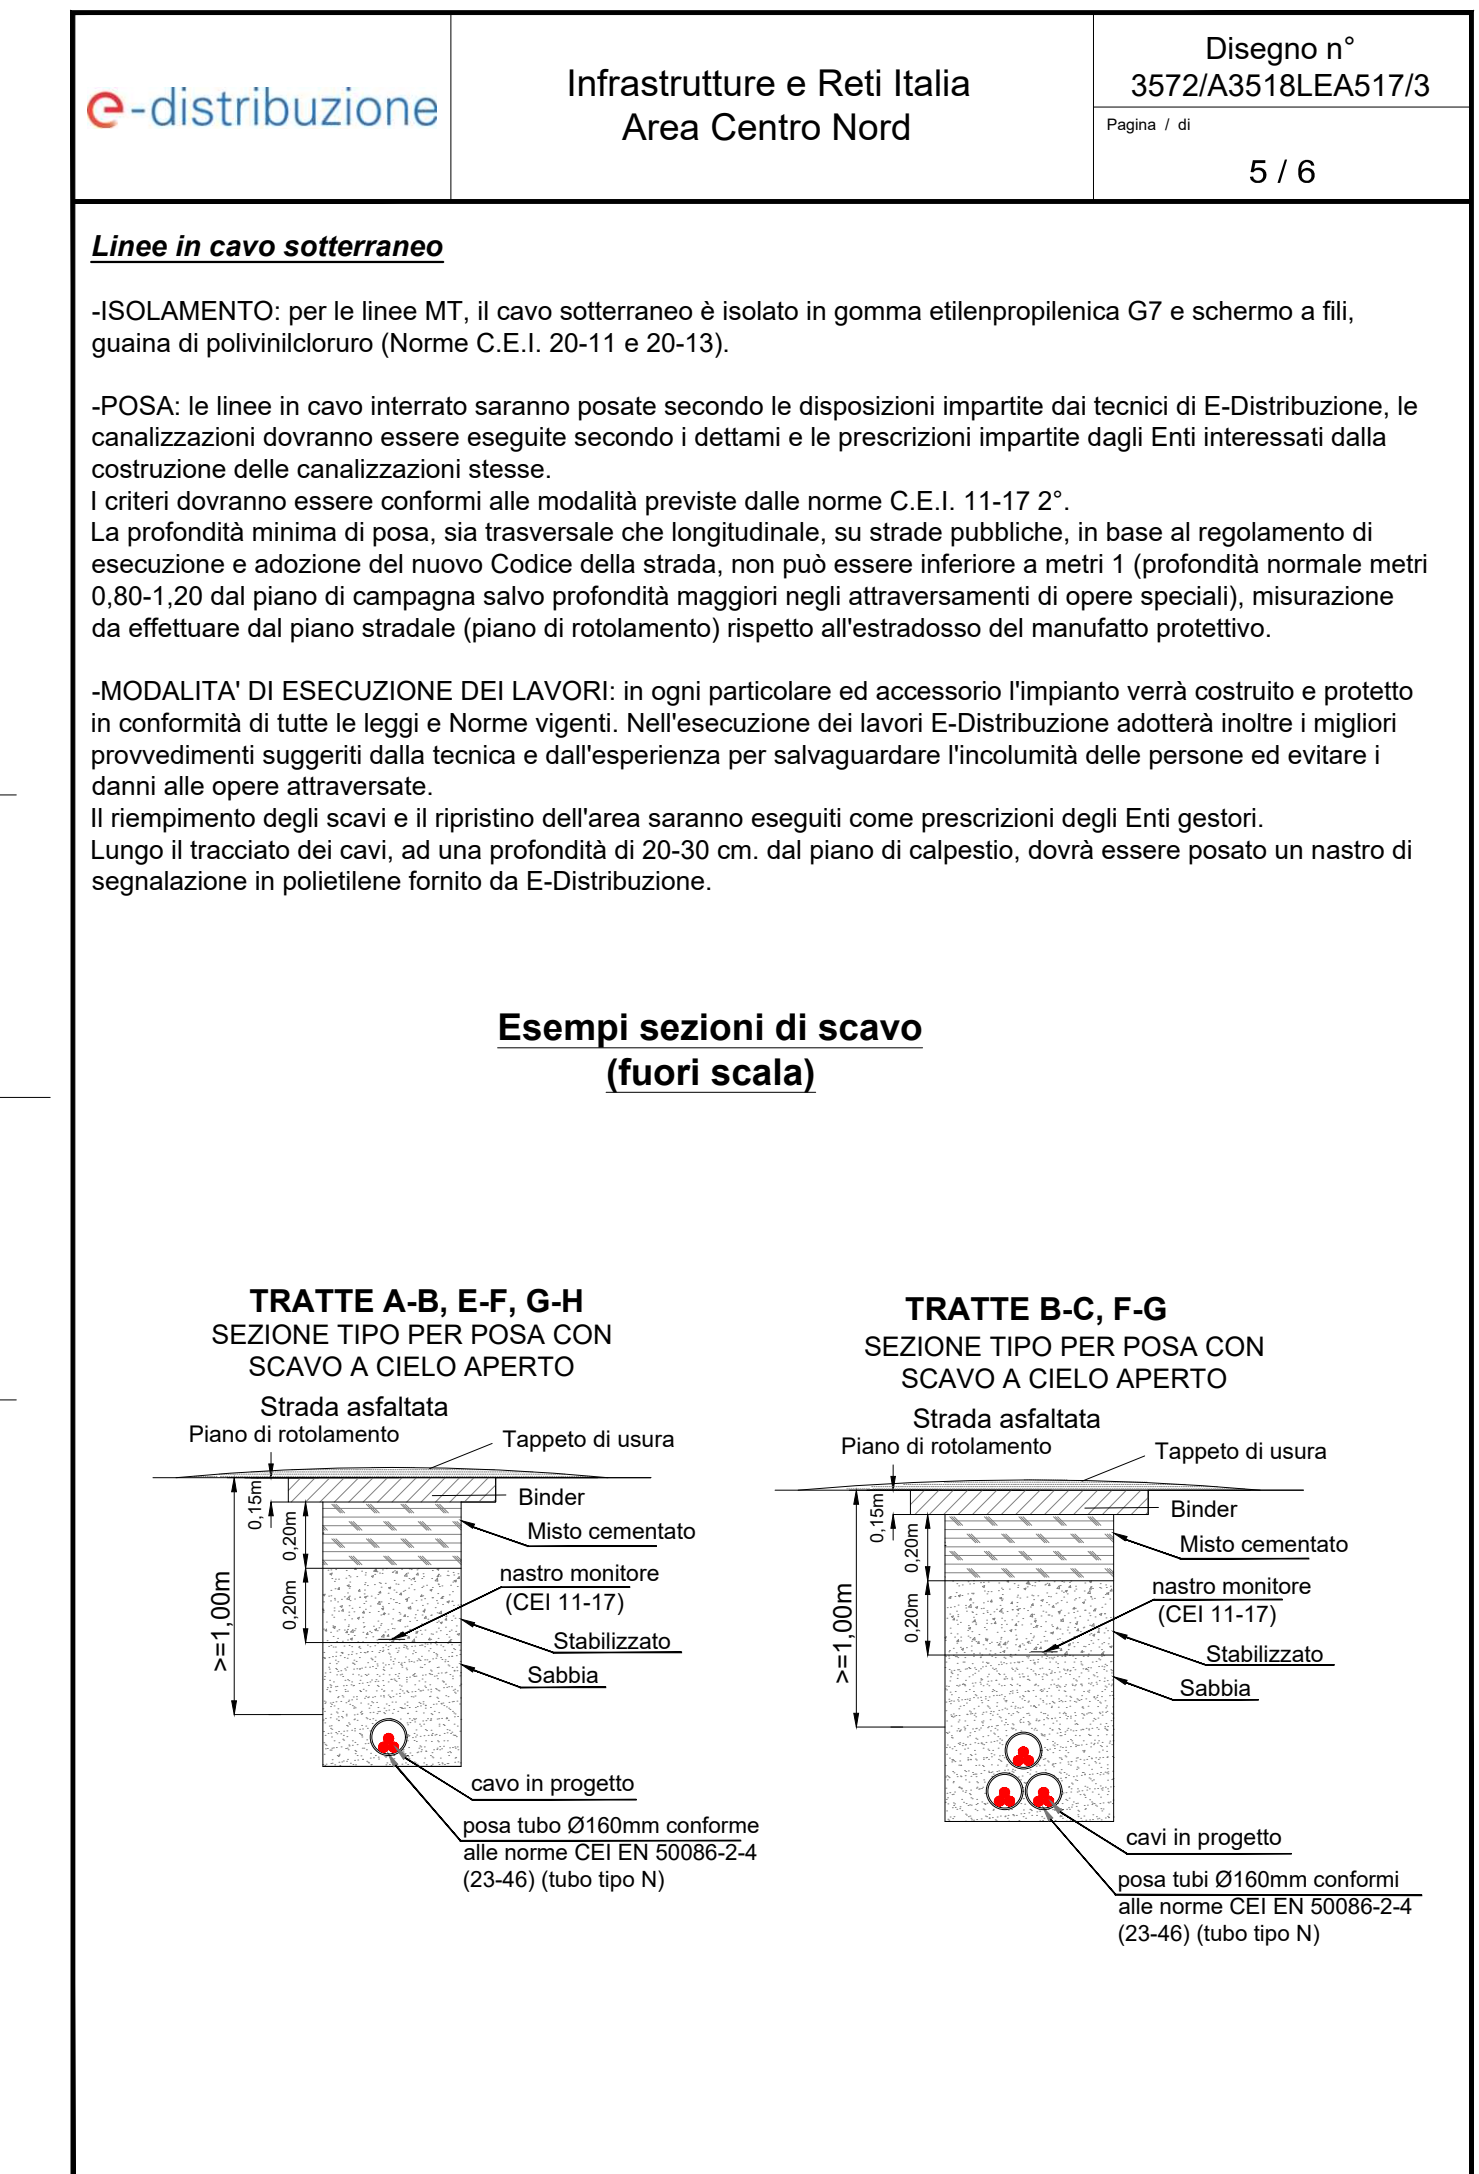 e-distribuzione
Infrastrutture e Reti Italia
Area Centro Nord
Disegno n°
3572/A3518LEA517/3
Pagina / di
5 / 6
Linee in cavo sotterraneo
-ISOLAMENTO: per le linee MT, il cavo sotterraneo è isolato in gomma etilenpropilenica G7 e schermo a fili,
guaina di polivinilcloruro (Norme C.E.I. 20-11 e 20-13).
-POSA: le linee in cavo interrato saranno posate secondo le disposizioni impartite dai tecnici di E-Distribuzione, le
canalizzazioni dovranno essere eseguite secondo i dettami e le prescrizioni impartite dagli Enti interessati dalla
costruzione delle canalizzazioni stesse.
I criteri dovranno essere conformi alle modalità previste dalle norme C.E.I. 11-17 2°.
La profondità minima di posa, sia trasversale che longitudinale, su strade pubbliche, in base al regolamento di
esecuzione e adozione del nuovo Codice della strada, non può essere inferiore a metri 1 (profondità normale metri
0,80-1,20 dal piano di campagna salvo profondità maggiori negli attraversamenti di opere speciali), misurazione
da effettuare dal piano stradale (piano di rotolamento) rispetto all'estradosso del manufatto protettivo.
-MODALITA' DI ESECUZIONE DEI LAVORI: in ogni particolare ed accessorio l'impianto verrà costruito e protetto
in conformità di tutte le leggi e Norme vigenti. Nell'esecuzione dei lavori E-Distribuzione adotterà inoltre i migliori
provvedimenti suggeriti dalla tecnica e dall'esperienza per salvaguardare l'incolumità delle persone ed evitare i
danni alle opere attraversate.
Il riempimento degli scavi e il ripristino dell'area saranno eseguiti come prescrizioni degli Enti gestori.
Lungo il tracciato dei cavi, ad una profondità di 20-30 cm. dal piano di calpestio, dovrà essere posato un nastro di
segnalazione in polietilene fornito da E-Distribuzione.
Esempi sezioni di scavo
(fuori scala)
TRATTE A-B, E-F, G-H
SEZIONE TIPO PER POSA CON
SCAVO A CIELO APERTO
Strada asfaltata
Piano di rotolamento
Tappeto di usura
0,15m
Binder
0,20m
Misto cementato
nastro monitore
(CEI 11-17)
0,20m
>=1,00m
Stabilizzato
Sabbia
cavo in progetto
posa tubo Ø160mm conforme
alle norme CEI EN 50086-2-4
(23-46) (tubo tipo N)
TRATTE B-C, F-G
SEZIONE TIPO PER POSA CON
SCAVO A CIELO APERTO
Strada asfaltata
Piano di rotolamento
Tappeto di usura
0,15m
Binder
0,20m
Misto cementato
nastro monitore
(CEI 11-17)
0,20m
>=1,00m
Stabilizzato
Sabbia
cavi in progetto
posa tubi Ø160mm conformi
alle norme CEI EN 50086-2-4
(23-46) (tubo tipo N)